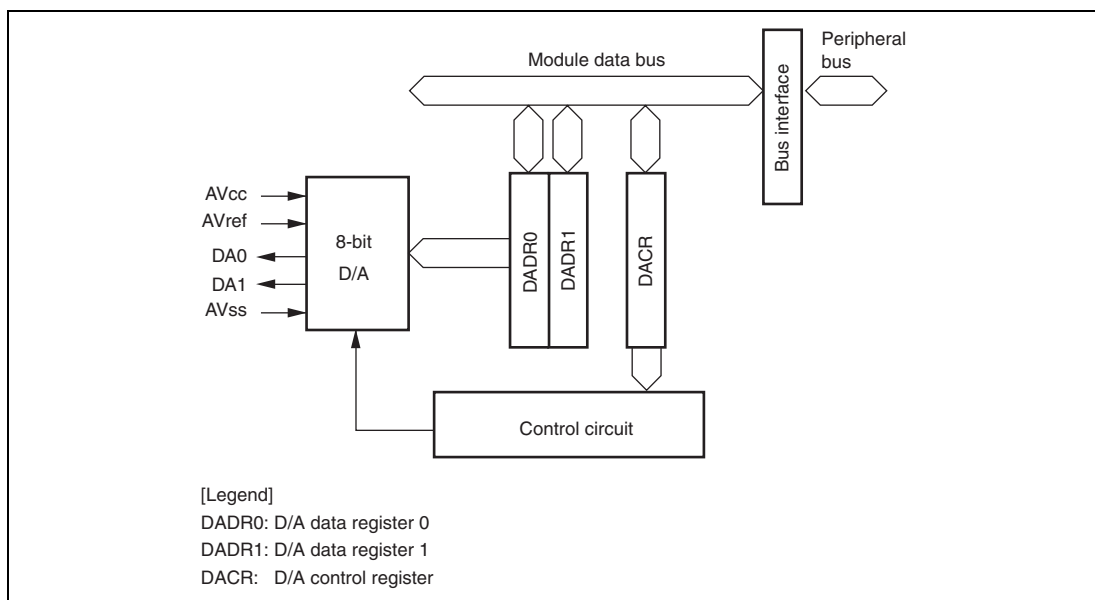 Module data bus
Peripheral
bus
Bus interface
AVcc
AVref
DA0
DA1
AVss
8-bit
D/A
DADR0
DADR1
DACR
Control circuit
[Legend]
DADR0: D/A data register 0
DADR1: D/A data register 1
DACR: D/A control register